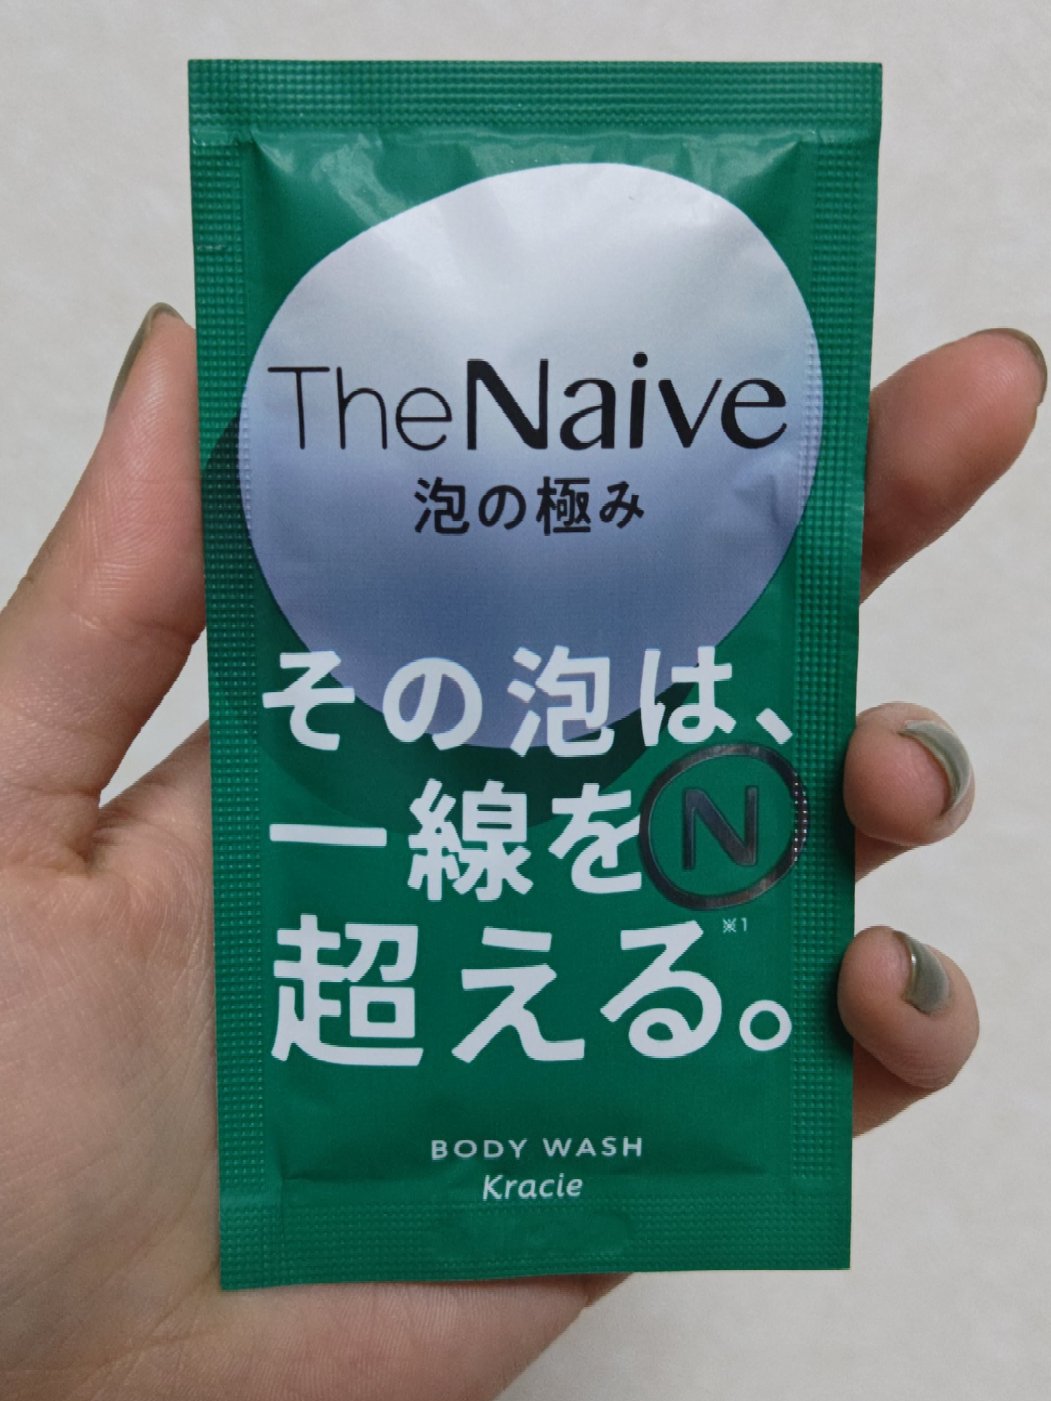 TheNaive
泡の極み
その泡は、
一線を
N
※1
超える。
BODY WASH
Kracie